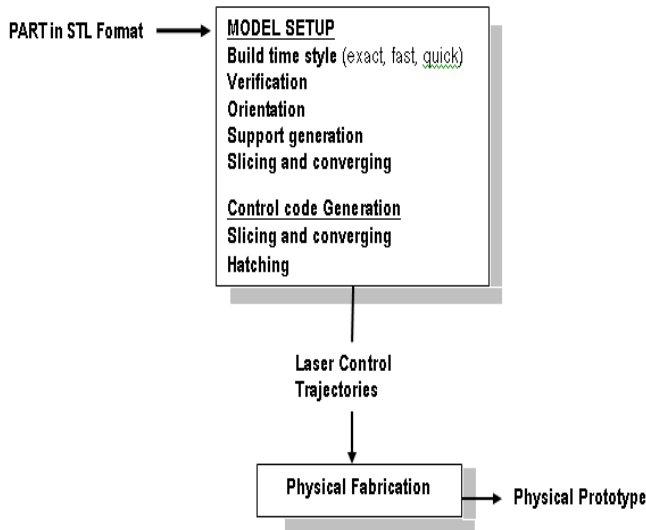 PART in STL Format
MODEL SETUP
Build time style (exact, fast, quick)
Verification
Orientation
Support generation
Slicing and converging
Control code Generation
Slicing and converging
Hatching
Laser Control
Trajectories
Physical Fabrication
Physical Prototype